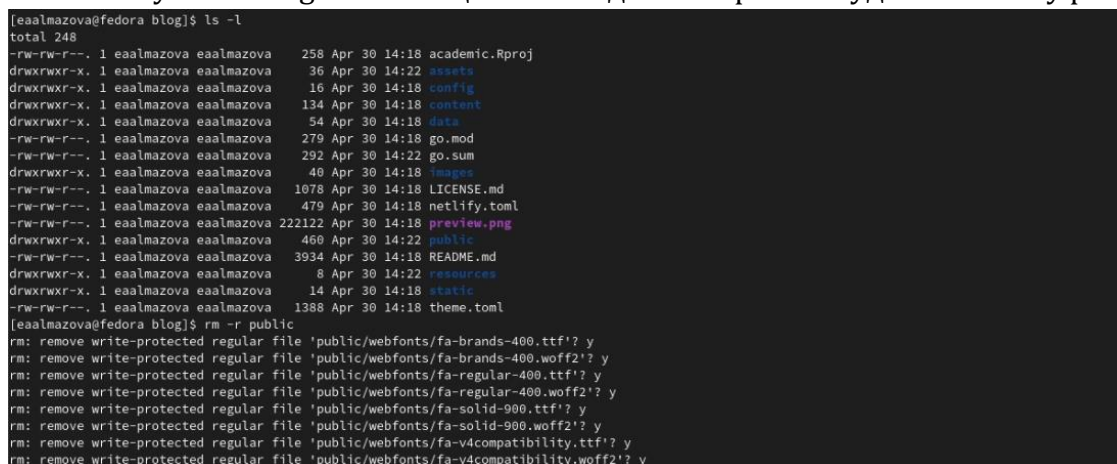 [eaalmazova@fedora blog]$ ls -l
total 248
-rw-rw-r--. 1 eaalmazova eaalmazova 258 Apr 30 14:18 academic.Rproj
drwxrwxr-x. 1 eaalmazova eaalmazova 36 Apr 30 14:22 assets
drwxrwxr-x. 1 eaalmazova eaalmazova 16 Apr 30 14:18 config
drwxrwxr-x. 1 eaalmazova eaalmazova 134 Apr 30 14:18 content
drwxrwxr-x. 1 eaalmazova eaalmazova 54 Apr 30 14:18 data
-rw-rw-r--. 1 eaalmazova eaalmazova 279 Apr 30 14:18 go.mod
-rw-rw-r--. 1 eaalmazova eaalmazova 292 Apr 30 14:22 go.sum
drwxrwxr-x. 1 eaalmazova eaalmazova 40 Apr 30 14:18 images
-rw-rw-r--. 1 eaalmazova eaalmazova 1078 Apr 30 14:18 LICENSE.md
-rw-rw-r--. 1 eaalmazova eaalmazova 479 Apr 30 14:18 netlify.toml
-rw-rw-r--. 1 eaalmazova eaalmazova 222122 Apr 30 14:18 preview.png
drwxrwxr-x. 1 eaalmazova eaalmazova 460 Apr 30 14:22 public
-rw-rw-r--. 1 eaalmazova eaalmazova 3934 Apr 30 14:18 README.md
drwxrwxr-x. 1 eaalmazova eaalmazova 8 Apr 30 14:22 resources
drwxrwxr-x. 1 eaalmazova eaalmazova 14 Apr 30 14:18 static
-rw-rw-r--. 1 eaalmazova eaalmazova 1388 Apr 30 14:18 theme.toml
[eaalmazova@fedora blog]$ rm -r public
rm: remove write-protected regular file 'public/webfonts/fa-brands-400.ttf'? y
rm: remove write-protected regular file 'public/webfonts/fa-brands-400.woff2'? y
rm: remove write-protected regular file 'public/webfonts/fa-regular-400.ttf'? y
rm: remove write-protected regular file 'public/webfonts/fa-regular-400.woff2'? y
rm: remove write-protected regular file 'public/webfonts/fa-solid-900.ttf'? y
rm: remove write-protected regular file 'public/webfonts/fa-solid-900.woff2'? y
rm: remove write-protected regular file 'public/webfonts/fa-v4compatibility.ttf'? y
rm: remove write-protected regular file 'public/webfonts/fa-v4compatibility.woff2'? y